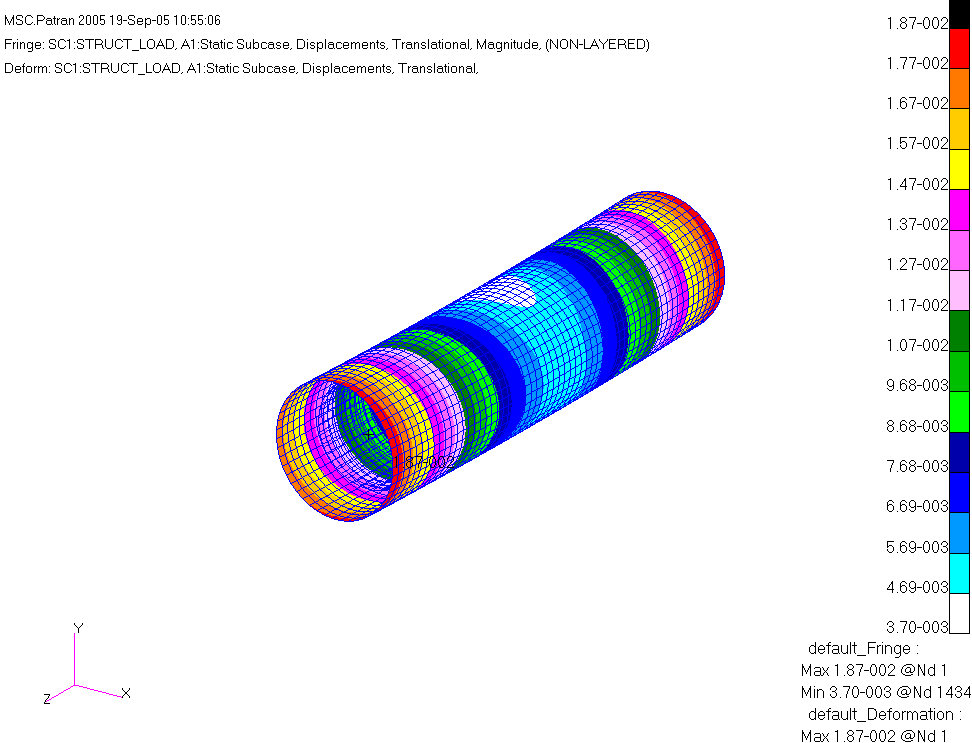 MSC.Patran 2005 19-Sep-05 10:55:06
Fringe: SC1:STRUCT_LOAD, A1:Static Subcase, Displacements, Translational, Magnitude, (NON-LAYERED)
Deform: SC1:STRUCT_LOAD, A1:Static Subcase, Displacements, Translational,
1.87-002
1.77-002
1.67-002
1.57-002
1.47-002
1.37-002
1.27-002
1.17-002
1.07-002
9.68-003
8.68-003
7.68-003
6.69-003
5.69-003
4.69-003
3.70-003
Y
Z
X
default_Fringe :
Max 1.87-002 @Nd 1
Min 3.70-003 @Nd 1434
default_Deformation :
Max 1.87-002 @Nd 1